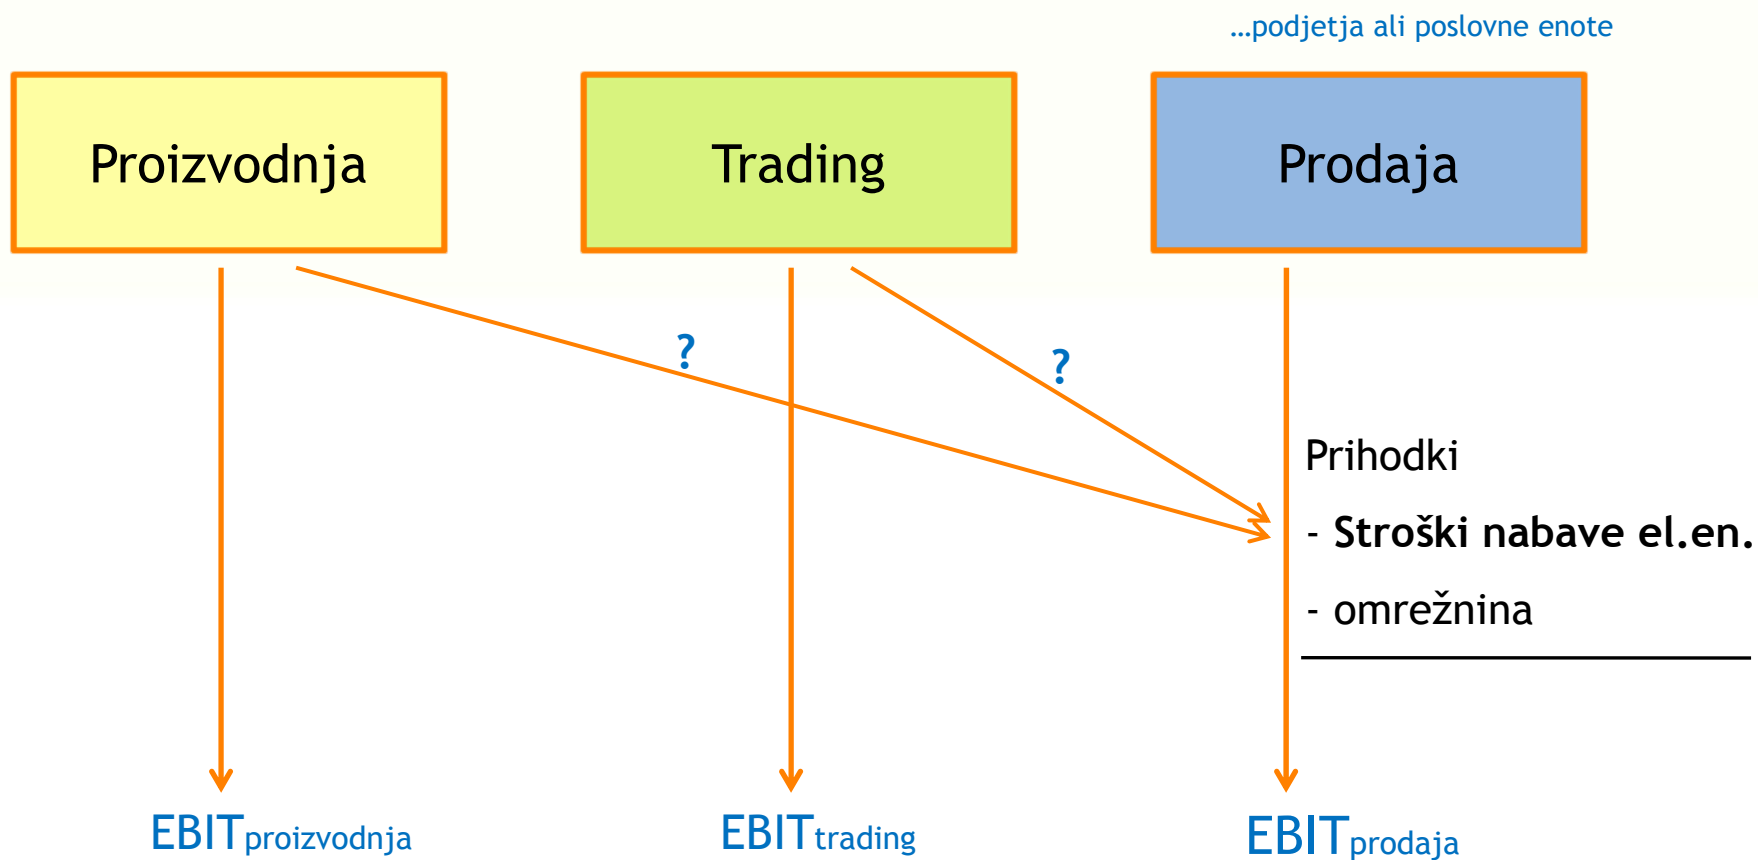 …podjetja ali poslovne enote
Proizvodnja
Trading
Prodaja
?
?
Prihodki
- Stroški nabave el.en.
- omrežnina
EBITproizvodnja
EBITtrading
EBITprodaja